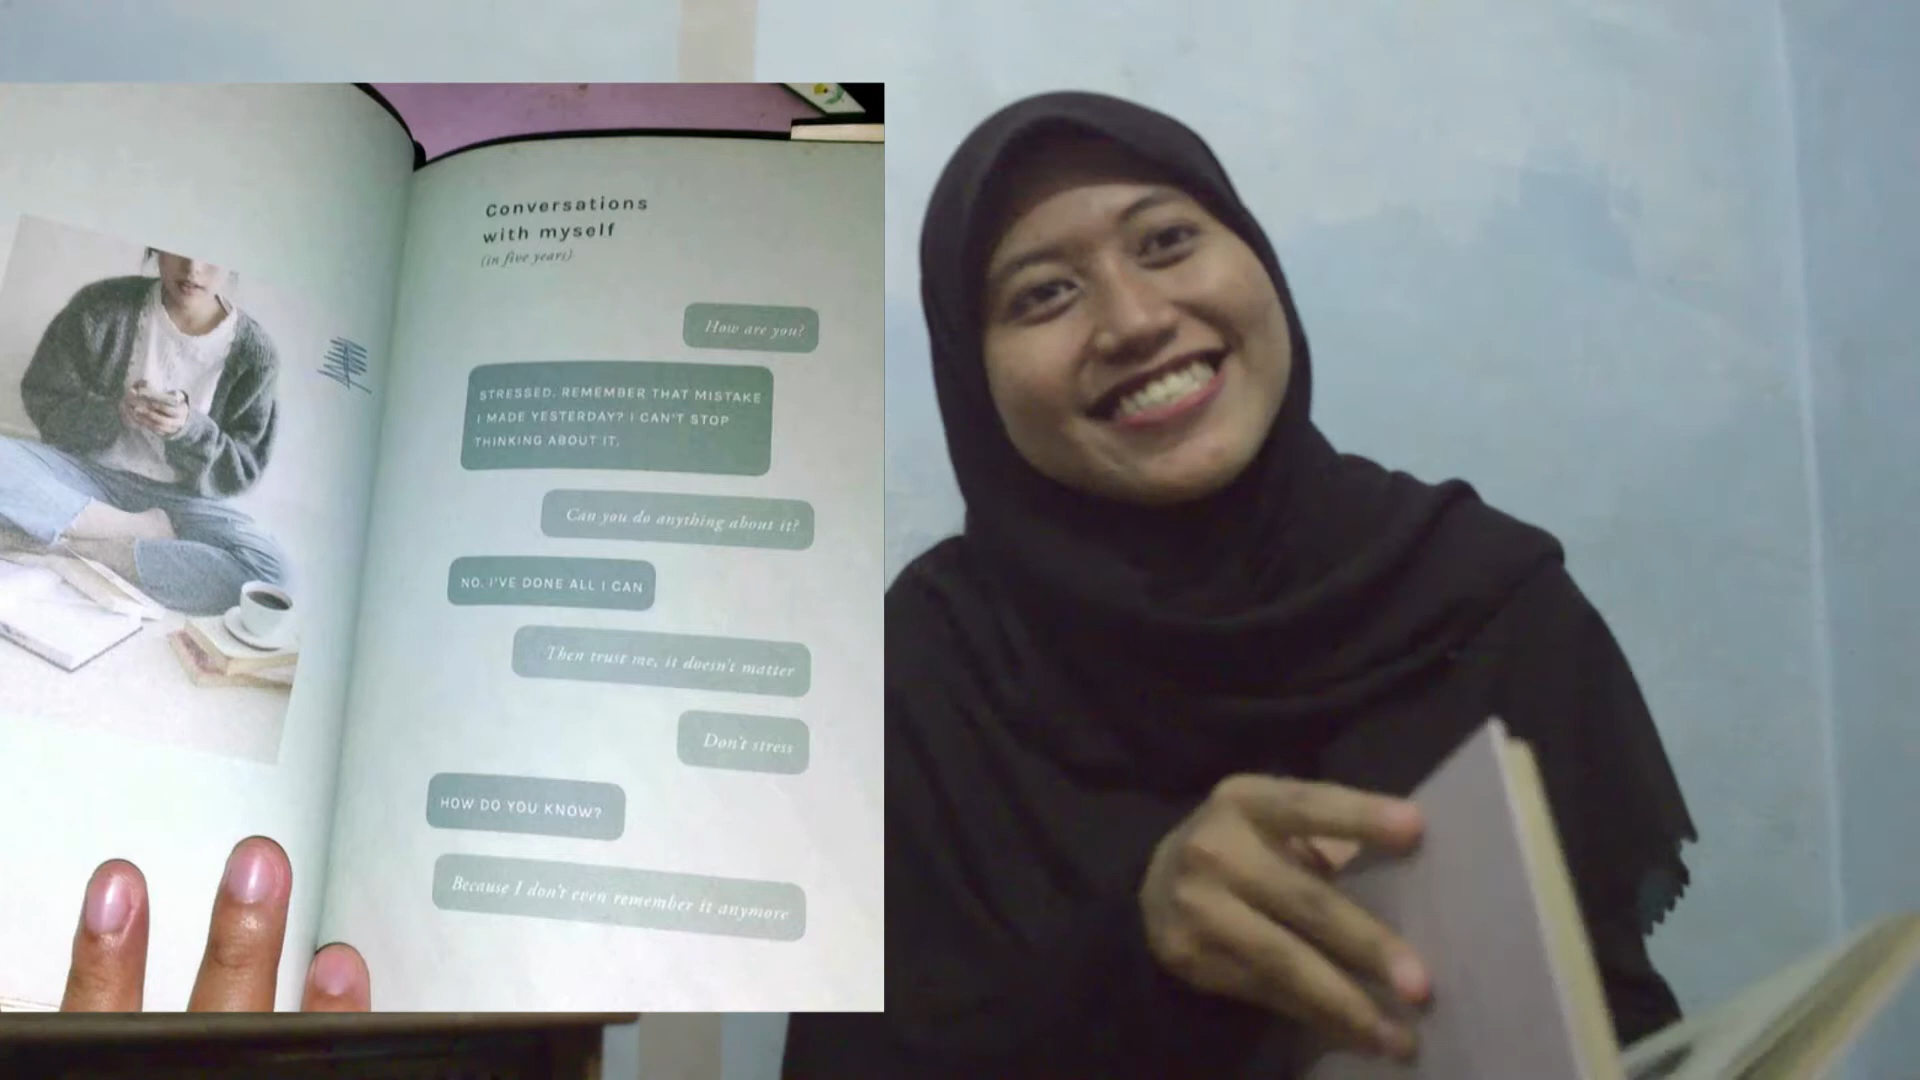 Conversations
with myself
(in five years)
How are you?
STRESSED. REMEMBER THAT MISTAKE
I MADE YESTERDAY? I CAN'T STOP
THINKING ABOUT IT.
Can you do anything about it?
NO. I'VE DONE ALL I CAN
Then trust me, it doesn't matter
Don't stress
HOW DO YOU KNOW?
Because I don't even remember it anymore